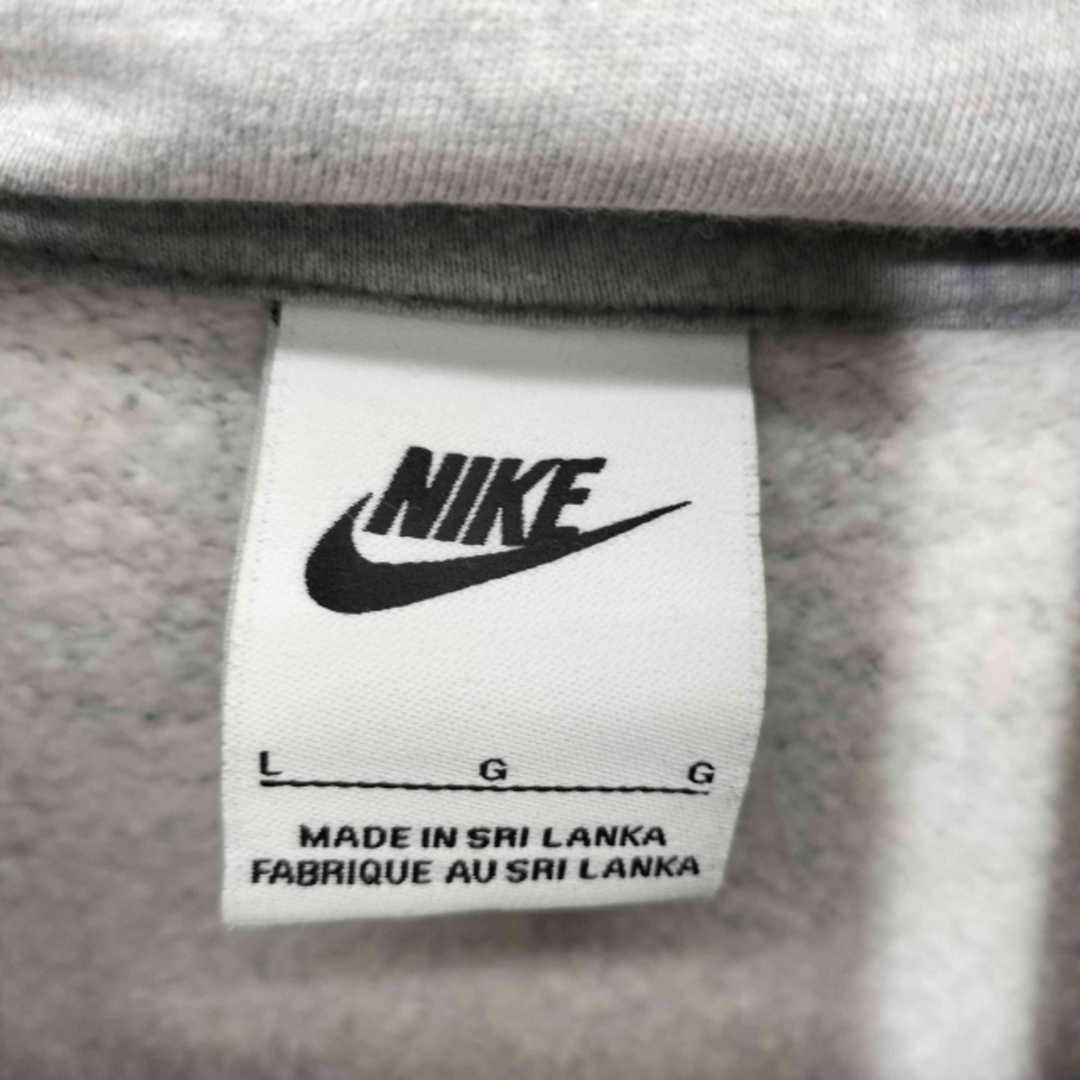 NIKE
L G G
MADE IN SRI LANKA
FABRIQUE AU SRI LANKA